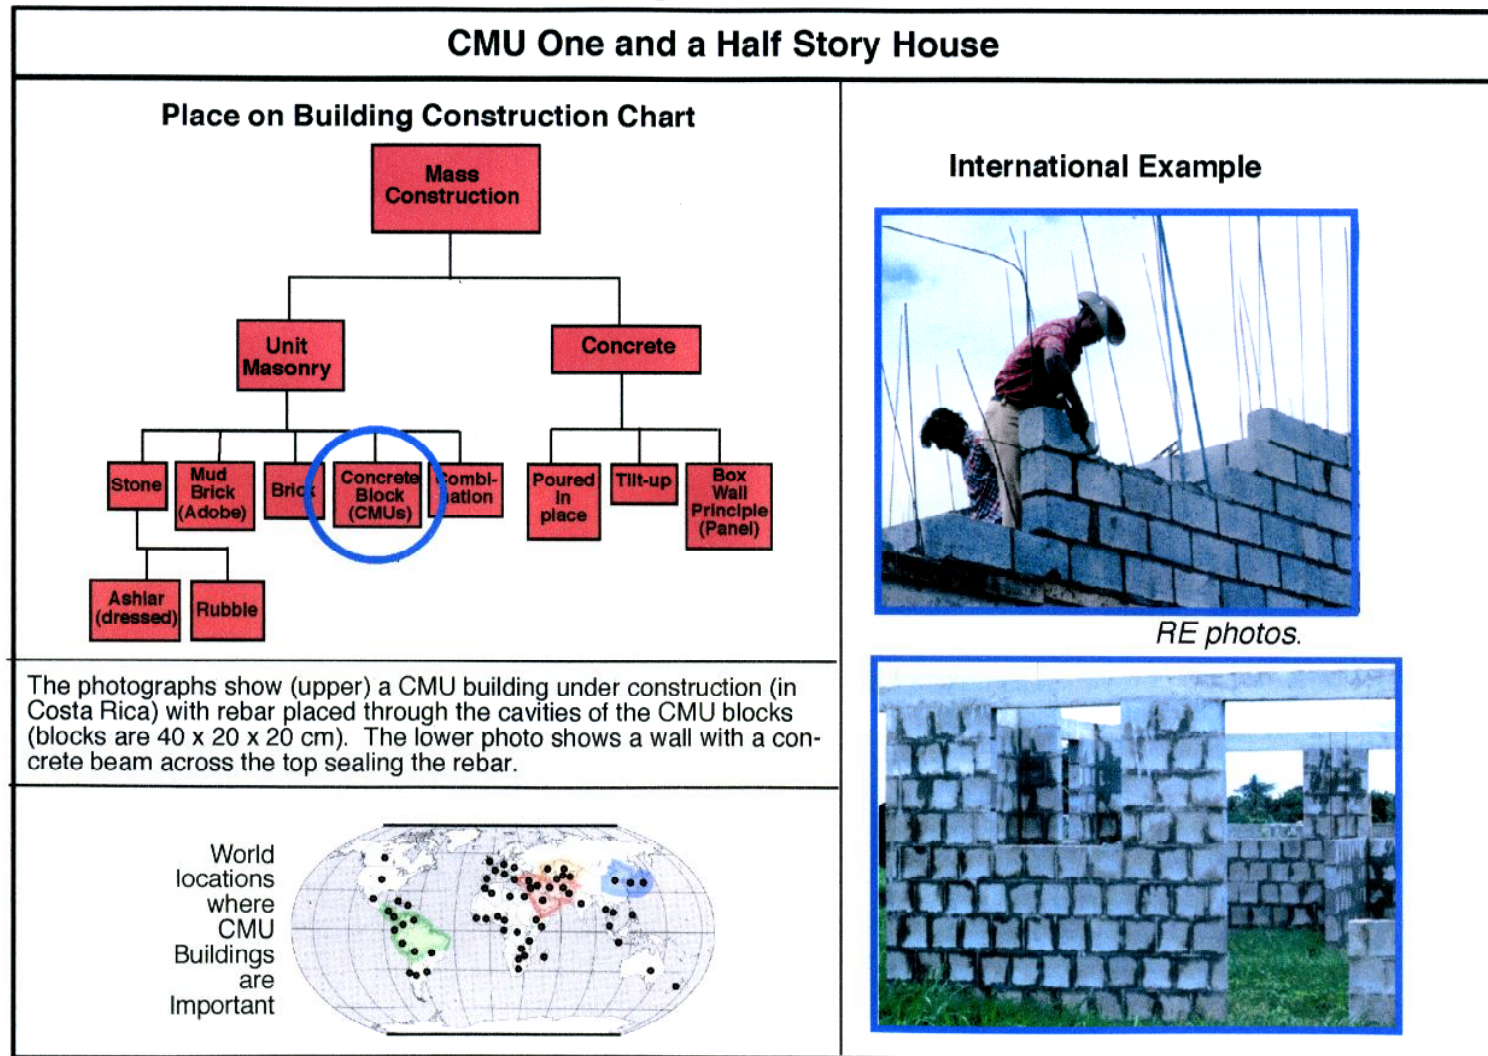 CMU One and a Half Story House
Place on Building Construction Chart
Mass
Construction
Unit
Masonry
Concrete
Stone
Mud
Brick
(Adobe)
Brick
Concrete
Block
(CMUs)
Combi-
nation
Poured
in
place
Tilt-up
Box
Wall
Principle
(Panel)
Ashlar
(dressed)
Rubble
The photographs show (upper) a CMU building under construction (in
Costa Rica) with rebar placed through the cavities of the CMU blocks
(blocks are 40 x 20 x 20 cm).  The lower photo shows a wall with a con-
crete beam across the top sealing the rebar.
World
locations
where
CMU
Buildings
are
Important
International Example
RE photos.